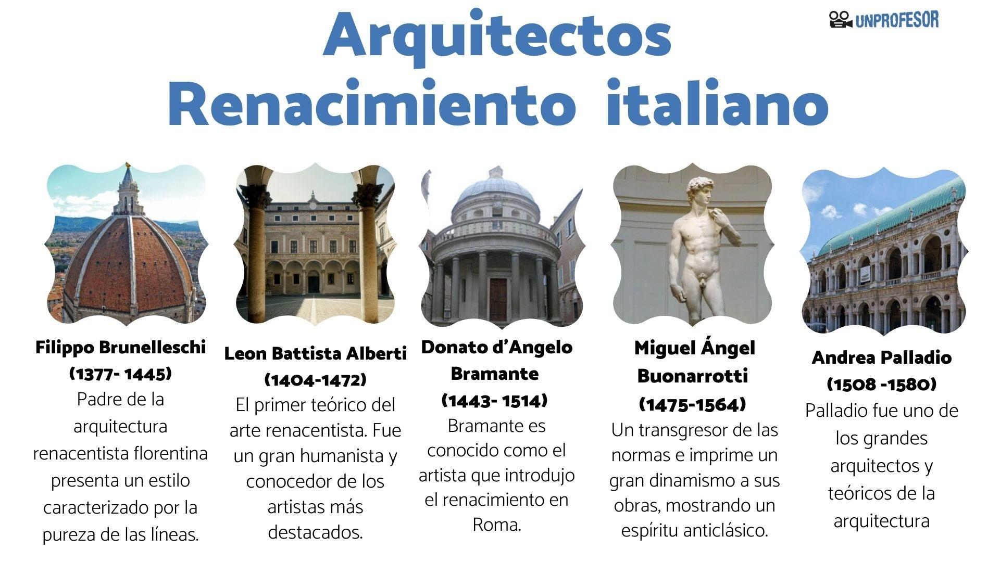 Arquitectos
Renacimiento italiano
UNPROFESOR
Filippo Brunelleschi
(1377- 1445)
Padre de la
arquitectura
renacentista florentina
presenta un estilo
caracterizado por la
pureza de las líneas.
Leon Battista Alberti
(1404-1472)
El primer teórico del
arte renacentista. Fue
un gran humanista y
conocedor de los
artistas más
destacados.
Donato d’Angelo
Bramante
(1443- 1514)
Bramante es
conocido como el
artista que introdujo
el renacimiento en
Roma.
Miguel Ángel
Buonarrotti
(1475-1564)
Un transgresor de las
normas e imprime un
gran dinamismo a sus
obras, mostrando un
espíritu anticlásico.
Andrea Palladio
(1508 -1580)
Palladio fue uno de
los grandes
arquitectos y
teóricos de la
arquitectura